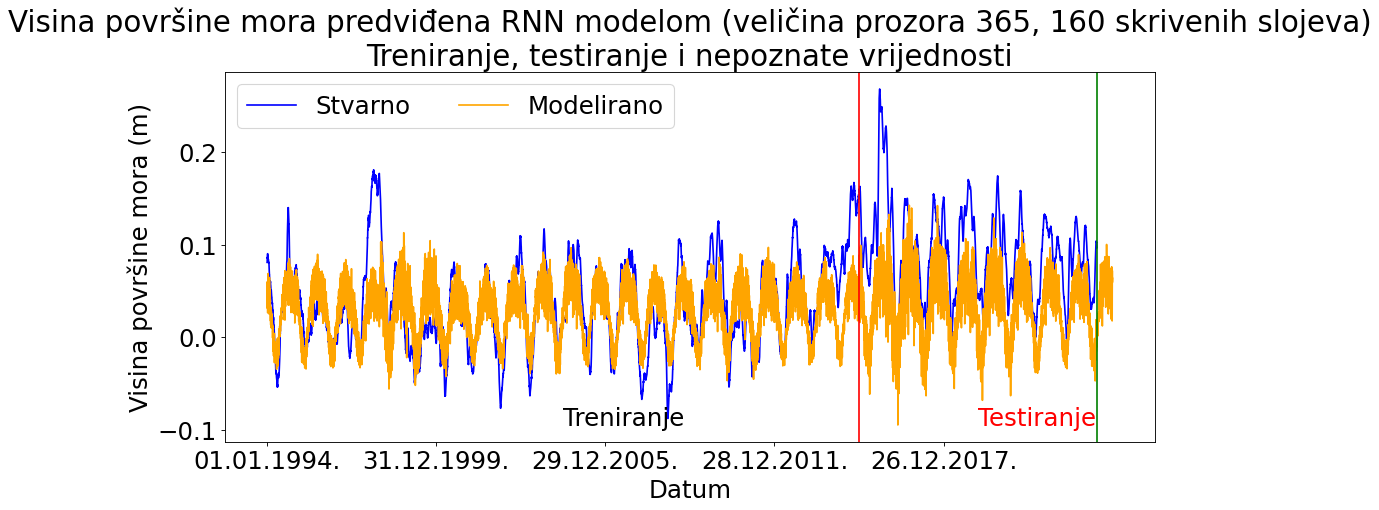 Visina površine mora predviđena RNN modelom (veličina prozora 365, 160 skrivenih slojeva)
Treniranje, testiranje i nepoznate vrijednosti
Stvarno
Modelirano
Visina površine mora (m)
0.2
0.1
0.0
−0.1
Treniranje
Testiranje
01.01.1994.
31.12.1999.
29.12.2005.
28.12.2011.
26.12.2017.
Datum